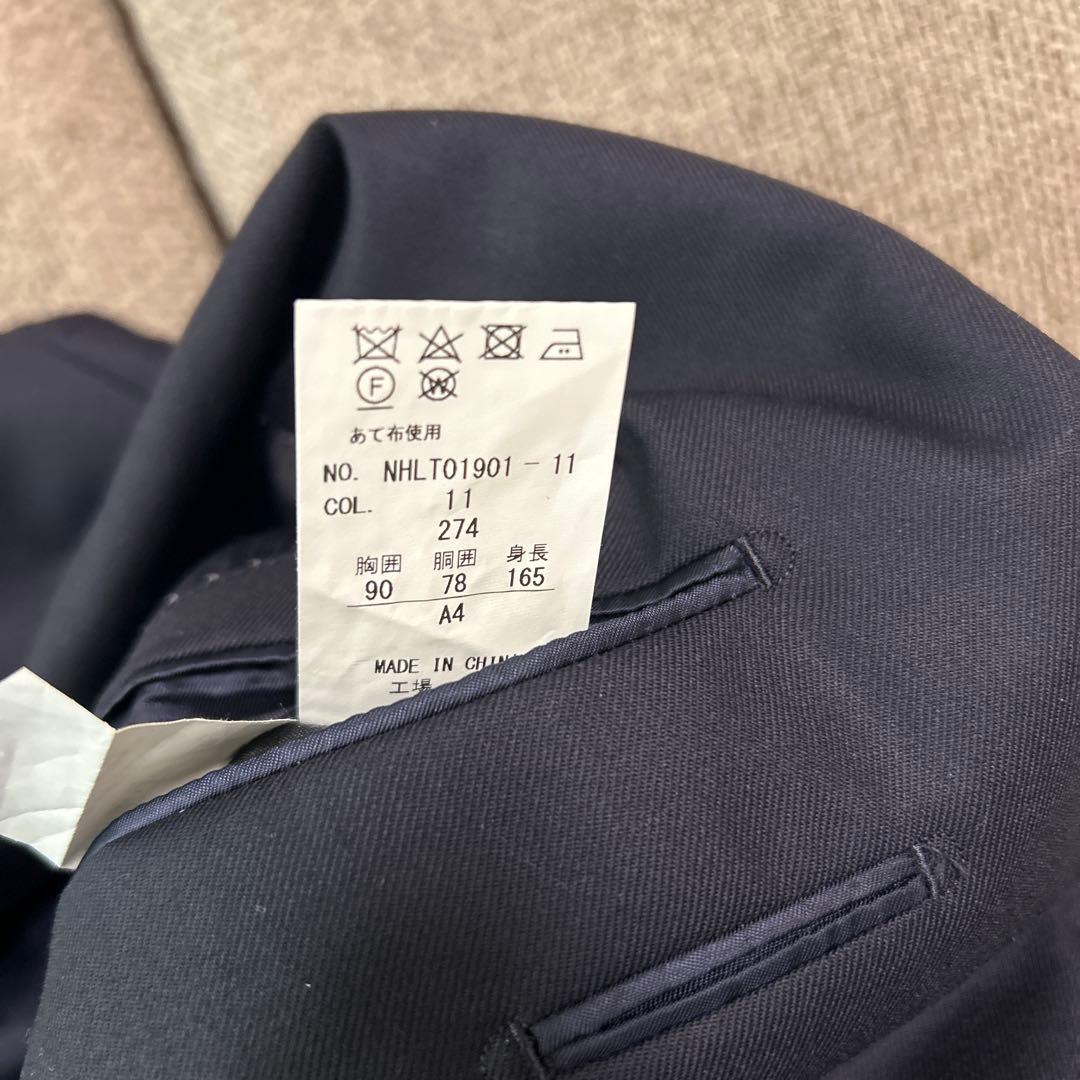 F W
あて布使用
NO. NHLT01901-11
COL. 11
274
胸囲 胴囲 身長
90 78 165
A4
MADE IN CHINA
工場